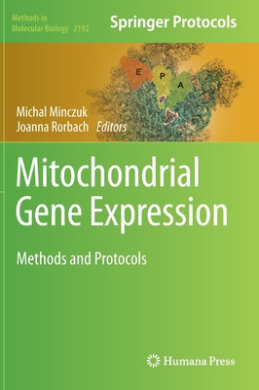 Methods in
Molecular Biology 2192
Springer Protocols
Michal Minczuk
Joanna Rorbach Editors
E P A
Mitochondrial
Gene Expression
Methods and Protocols
Humana Press